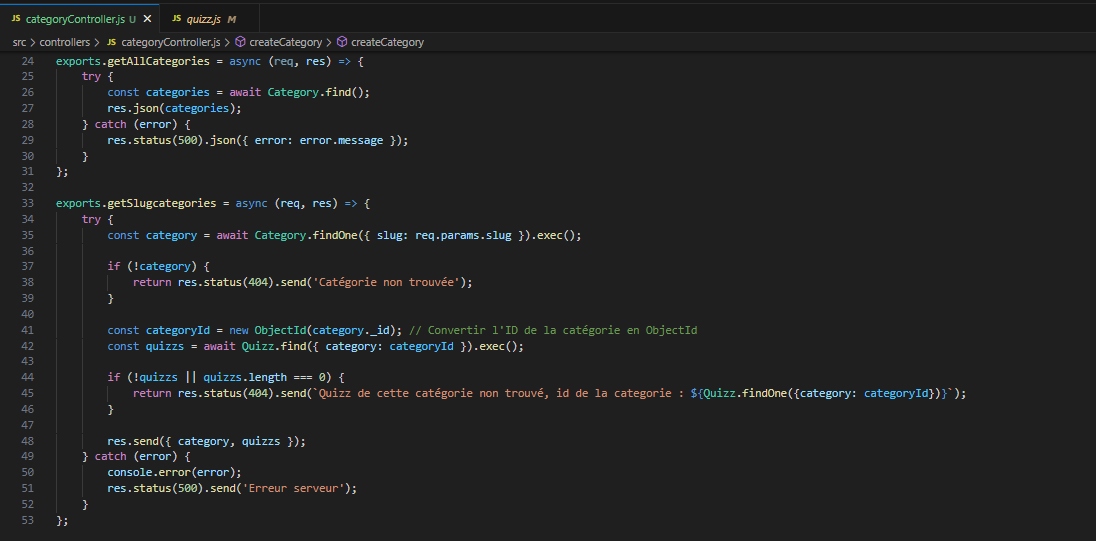 JS categoryController.js U × JS quizz.js M
src > controllers > JS categoryController.js > createCategory > createCategory
24 exports.getAllCategories = async (req, res) => {
25     try {
26         const categories = await Category.find();
27         res.json(categories);
28     } catch (error) {
29         res.status(500).json({ error: error.message });
30     }
31 };
32
33 exports.getSlugcategories = async (req, res) => {
34     try {
35         const category = await Category.findOne({ slug: req.params.slug }).exec();
36
37         if (!category) {
38             return res.status(404).send('Catégorie non trouvée');
39         }
40
41         const categoryId = new ObjectId(category._id); // Convertir l'ID de la catégorie en ObjectId
42         const quizzs = await Quizz.find({ category: categoryId }).exec();
43
44         if (!quizzs || quizzs.length === 0) {
45             return res.status(404).send(`Quizz de cette catégorie non trouvé, id de la categorie : ${Quizz.findOne({category: categoryId})}`);
46         }
47
48         res.send({ category, quizzs });
49     } catch (error) {
50         console.error(error);
51         res.status(500).send('Erreur serveur');
52     }
53 };